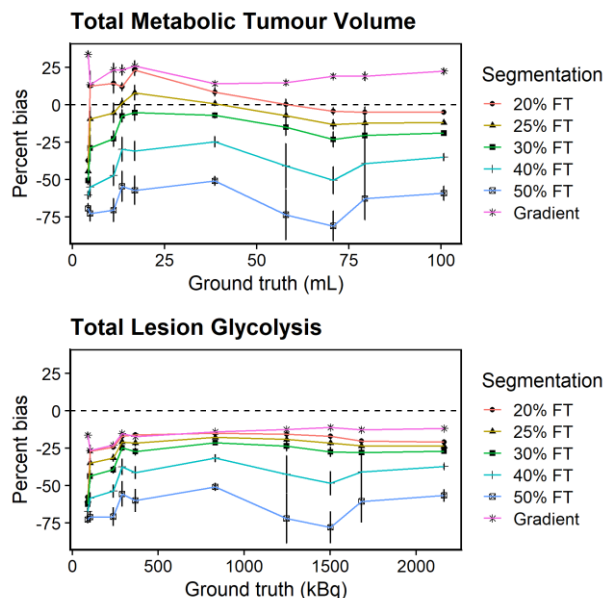 Total Metabolic Tumour Volume
Percent bias
25
0
-25
-50
-75
0
25
50
75
100
Ground truth (mL)
Segmentation
20% FT
25% FT
30% FT
40% FT
50% FT
Gradient
Total Lesion Glycolysis
Percent bias
25
0
-25
-50
-75
0
500
1000
1500
2000
Ground truth (kBq)
Segmentation
20% FT
25% FT
30% FT
40% FT
50% FT
Gradient